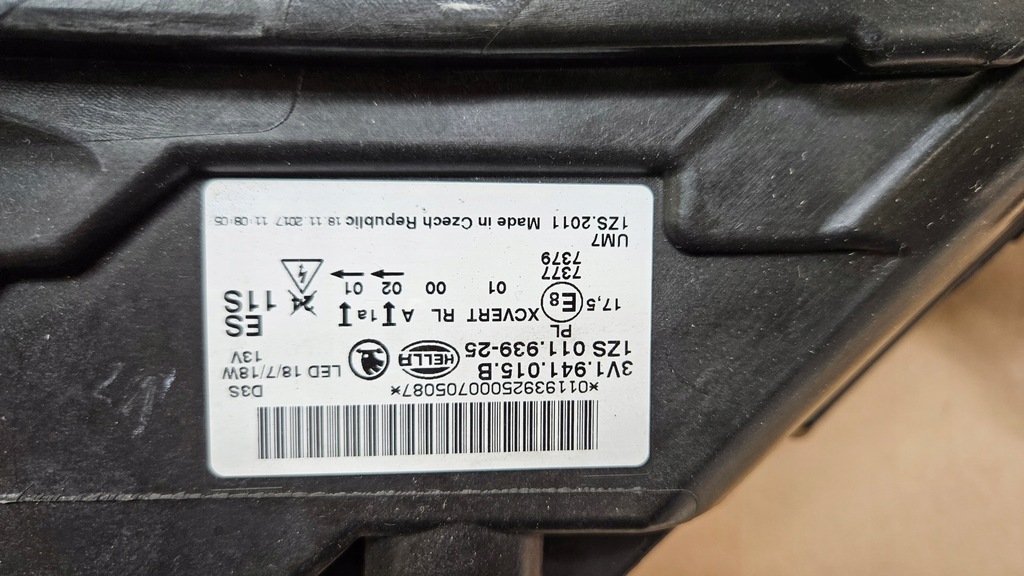 *01193925000705087*
D3S
3V1.941.015.B
LED 18/7/18W
13V
1ZS 011.939-25
HELLA
PL
ES
17,5
E8
XCVERT RL A 1a
24 11S
01 00 02 01
7377
7379
UM7
1ZS.2011 Made in Czech Republic 18.11.2017 11:08:05